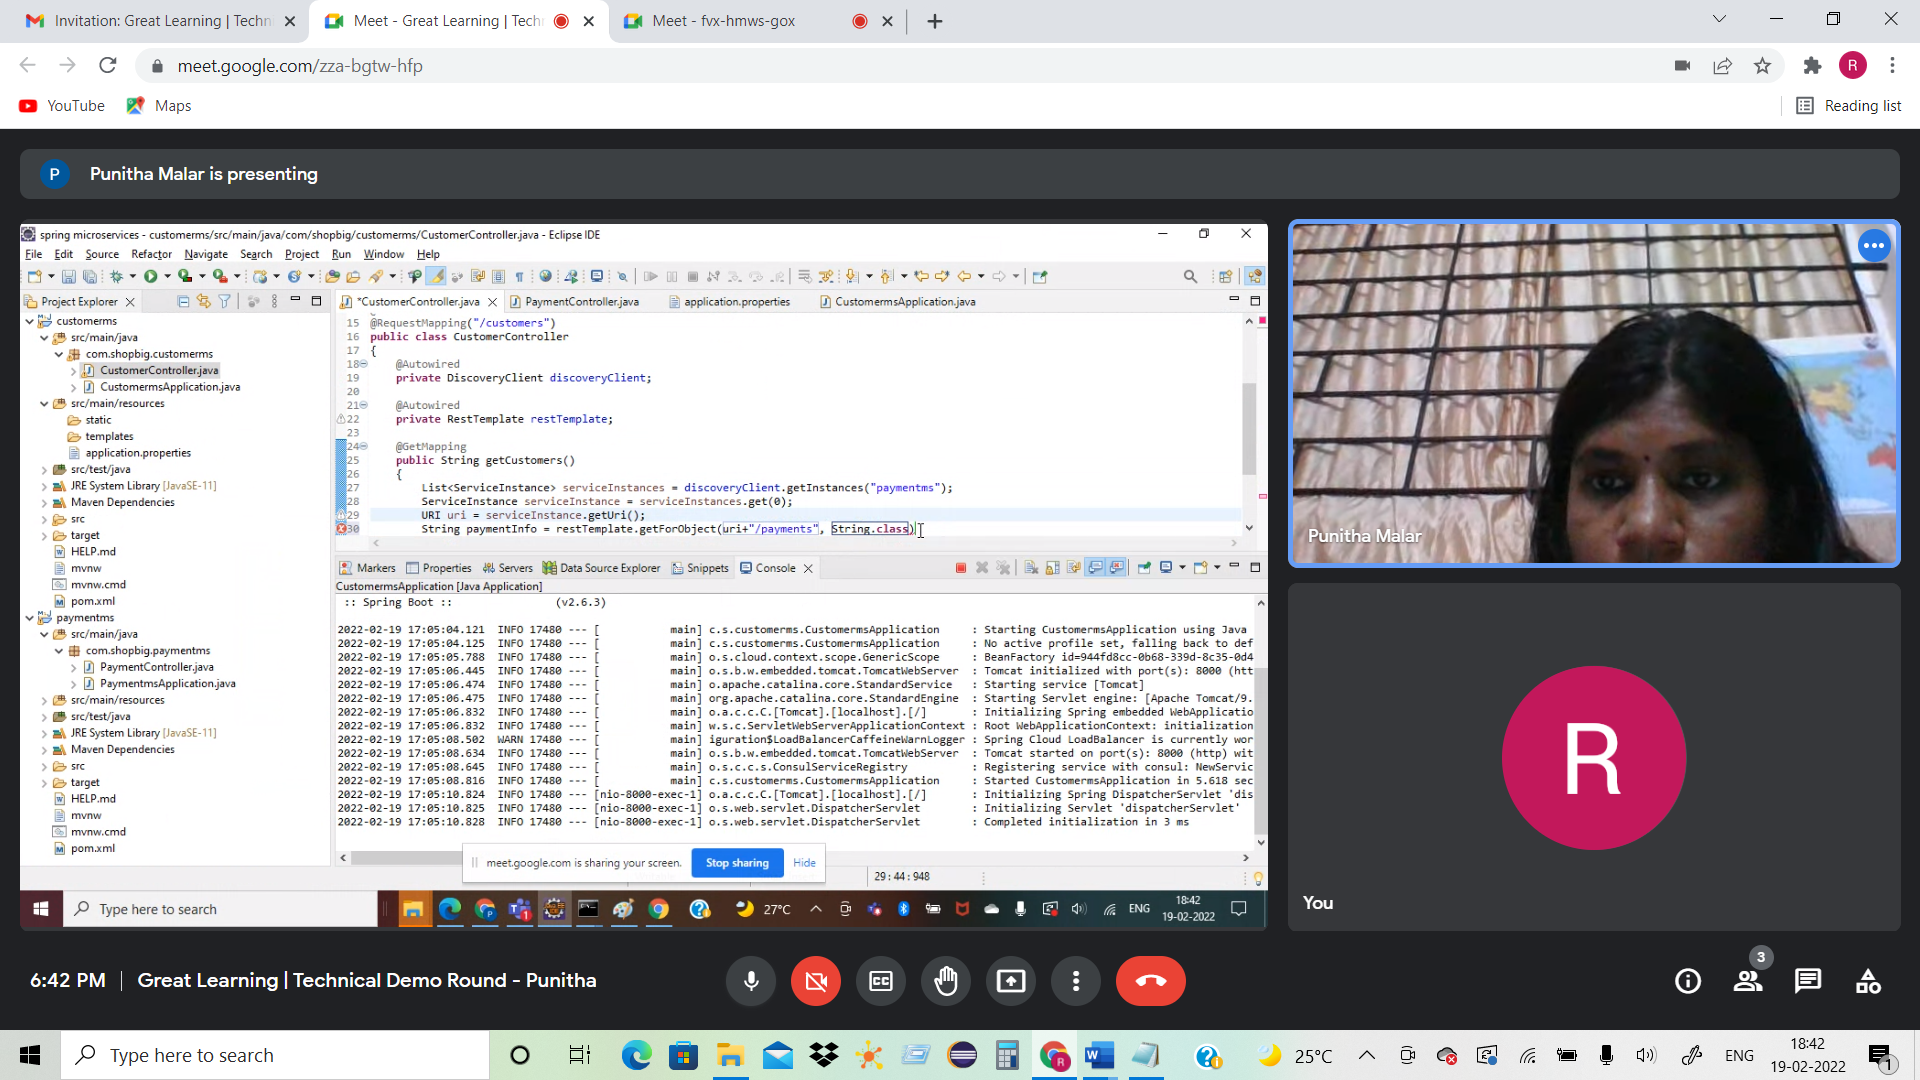 Invitation: Great Learning | Techn
Meet - Great Learning | Tech
Meet - fvx-hmws-gox
meet.google.com/zza-bgtw-hfp
R
YouTube
Maps
Reading list
P
Punitha Malar is presenting
spring microservices - customerms/src/main/java/com/shopbig/customerms/CustomerController.java - Eclipse IDE
File Edit Source Refactor Navigate Search Project Run Window Help
Project Explorer
*CustomerController.java
PaymentController.java
application.properties
CustomermsApplication.java
customerms
src/main/java
com.shopbig.customerms
CustomerController.java
CustomermsApplication.java
src/main/resources
static
templates
application.properties
src/test/java
JRE System Library [JavaSE-11]
Maven Dependencies
src
target
HELP.md
mvnw
mvnw.cmd
pom.xml
paymentms
src/main/java
com.shopbig.paymentms
PaymentController.java
PaymentmsApplication.java
src/main/resources
src/test/java
JRE System Library [JavaSE-11]
Maven Dependencies
src
target
HELP.md
mvnw
mvnw.cmd
pom.xml
15 @RequestMapping("/customers")
16 public class CustomerController
17 {
18 @Autowired
19 private DiscoveryClient discoveryClient;
20
21 @Autowired
22 private RestTemplate restTemplate;
23
24 @GetMapping
25 public String getCustomers()
26 {
27 List<ServiceInstance> serviceInstances = discoveryClient.getInstances("paymentms");
28 ServiceInstance serviceInstance = serviceInstances.get(0);
29 URI uri = serviceInstance.getUri();
30 String paymentInfo = restTemplate.getForObject(uri+"/payments", String.class)
Markers Properties Servers Data Source Explorer Snippets Console
CustomermsApplication [Java Application]
:: Spring Boot :: (v2.6.3)
2022-02-19 17:05:04.121 INFO 17480 --- [ main] c.s.customerms.CustomermsApplication : Starting CustomermsApplication using Java
2022-02-19 17:05:04.125 INFO 17480 --- [ main] c.s.customerms.CustomermsApplication : No active profile set, falling back to def
2022-02-19 17:05:05.788 INFO 17480 --- [ main] o.s.cloud.context.scope.GenericScope : BeanFactory id=944fd8cc-0b68-339d-8c35-0d4
2022-02-19 17:05:06.445 INFO 17480 --- [ main] o.s.b.w.embedded.tomcat.TomcatWebServer : Tomcat initialized with port(s): 8000 (htt
2022-02-19 17:05:06.474 INFO 17480 --- [ main] o.apache.catalina.core.StandardService : Starting service [Tomcat]
2022-02-19 17:05:06.475 INFO 17480 --- [ main] org.apache.catalina.core.StandardEngine : Starting Servlet engine: [Apache Tomcat/9.
2022-02-19 17:05:06.832 INFO 17480 --- [ main] o.a.c.c.C.[Tomcat].[localhost].[/] : Initializing Spring embedded WebApplicatio
2022-02-19 17:05:06.832 INFO 17480 --- [ main] w.s.c.ServletWebServerApplicationContext : Root WebApplicationContext: initialization
2022-02-19 17:05:08.502 WARN 17480 --- [ main] iguration$LoadBalancerCaffeineWarnLogger : Spring Cloud LoadBalancer is currently wor
2022-02-19 17:05:08.634 INFO 17480 --- [ main] o.s.b.w.embedded.tomcat.TomcatWebServer : Tomcat started on port(s): 8000 (http) wit
2022-02-19 17:05:08.645 INFO 17480 --- [ main] o.s.c.c.s.ConsulServiceRegistry : Registering service with consul: NewServic
2022-02-19 17:05:08.816 INFO 17480 --- [ main] c.s.customerms.CustomermsApplication : Started CustomermsApplication in 5.618 sec
2022-02-19 17:05:10.824 INFO 17480 --- [nio-8000-exec-1] o.a.c.c.C.[Tomcat].[localhost].[/] : Initializing Spring DispatcherServlet 'dis
2022-02-19 17:05:10.825 INFO 17480 --- [nio-8000-exec-1] o.s.web.servlet.DispatcherServlet : Initializing Servlet 'dispatcherServlet'
2022-02-19 17:05:10.828 INFO 17480 --- [nio-8000-exec-1] o.s.web.servlet.DispatcherServlet : Completed initialization in 3 ms
meet.google.com is sharing your screen. Stop sharing Hide
29 : 44 : 948
Type here to search
27°C
ENG
18:42
19-02-2022
Punitha Malar
R
You
6:42 PM | Great Learning | Technical Demo Round - Punitha
3
Type here to search
25°C
ENG
18:42
19-02-2022
1